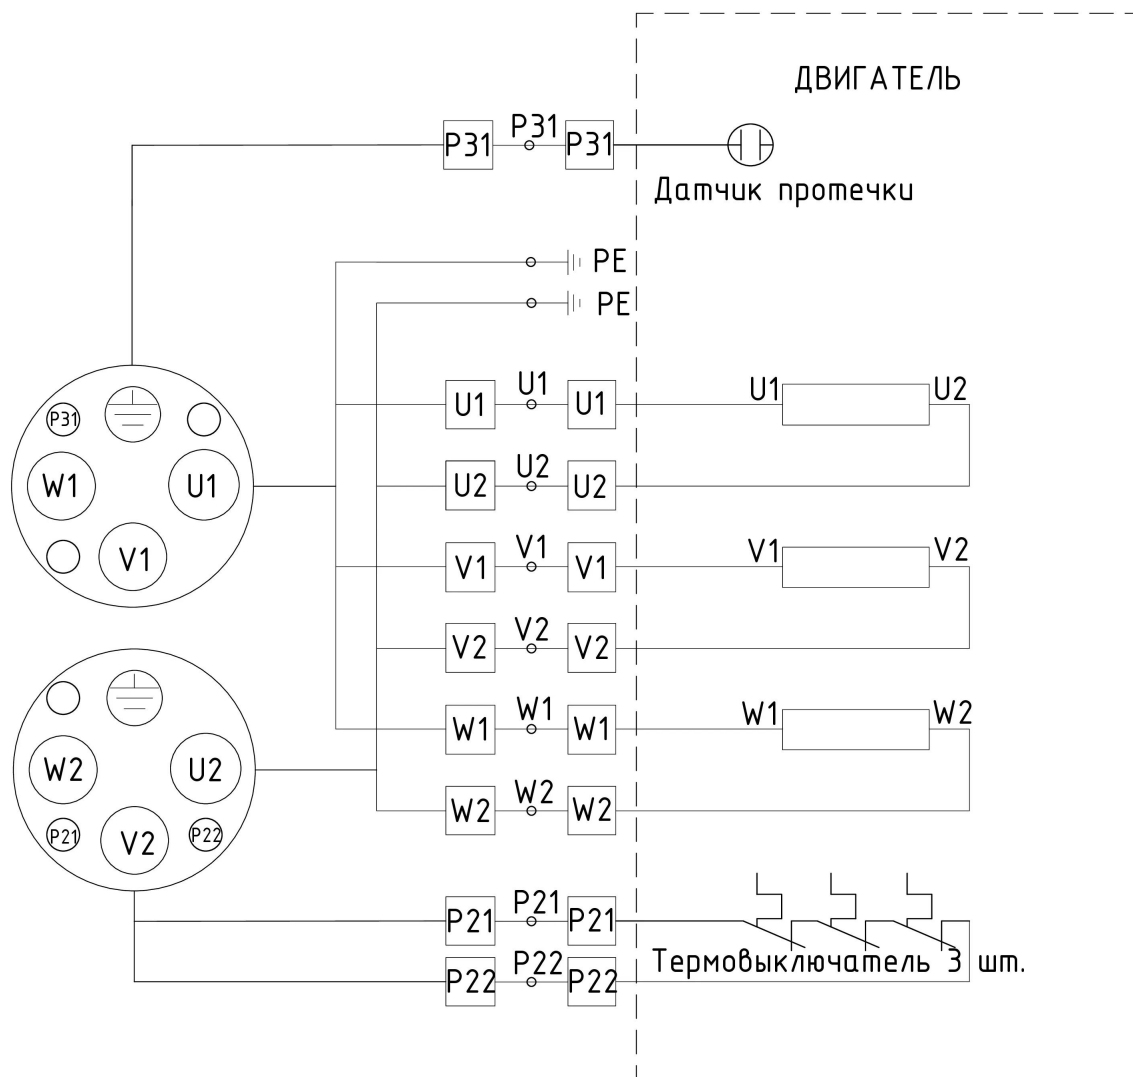 ДВИГАТЕЛЬ
P31 P31 P31
Датчик протечки
PE
PE
U1 U1 U1 U1 U2
P31
W1 U1
U2 U2 U2
V1
V1 V1 V1 V1 V2
V2 V2 V2
W1 W1 W1 W1 W2
W2 U2
W2 W2 W2
P21 V2 P22
P21 P21 P21
P22 P22 P22
Термовыключатель 3 шт.